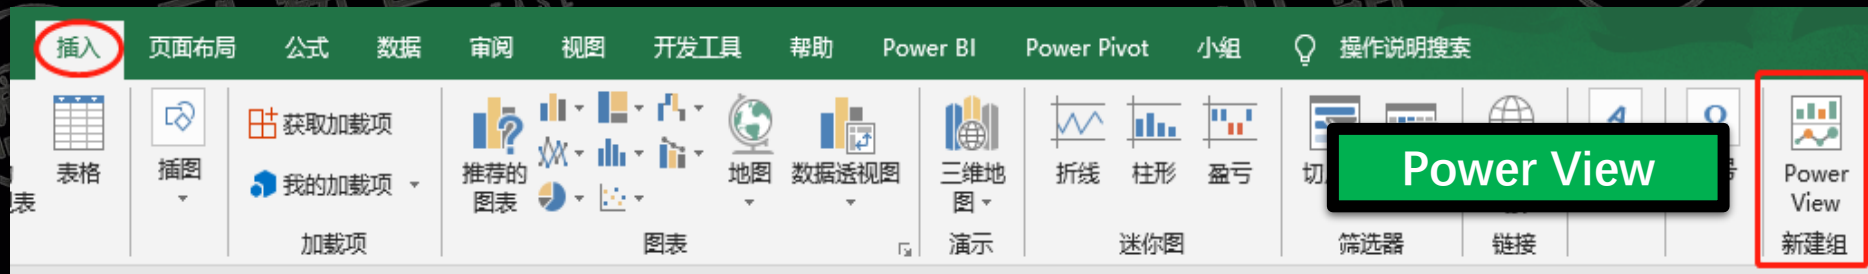 插入 页面布局 公式 数据 审阅 视图 开发工具 帮助 Power BI Power Pivot 小组 操作说明搜索
表
表格
插图
获取加载项
我的加载项
加载项
推荐的
图表
地图
数据透视图
图表
三维地
图
演示
折线
柱形
盈亏
迷你图
切
筛选器
链接
Power View
Power
View
新建组